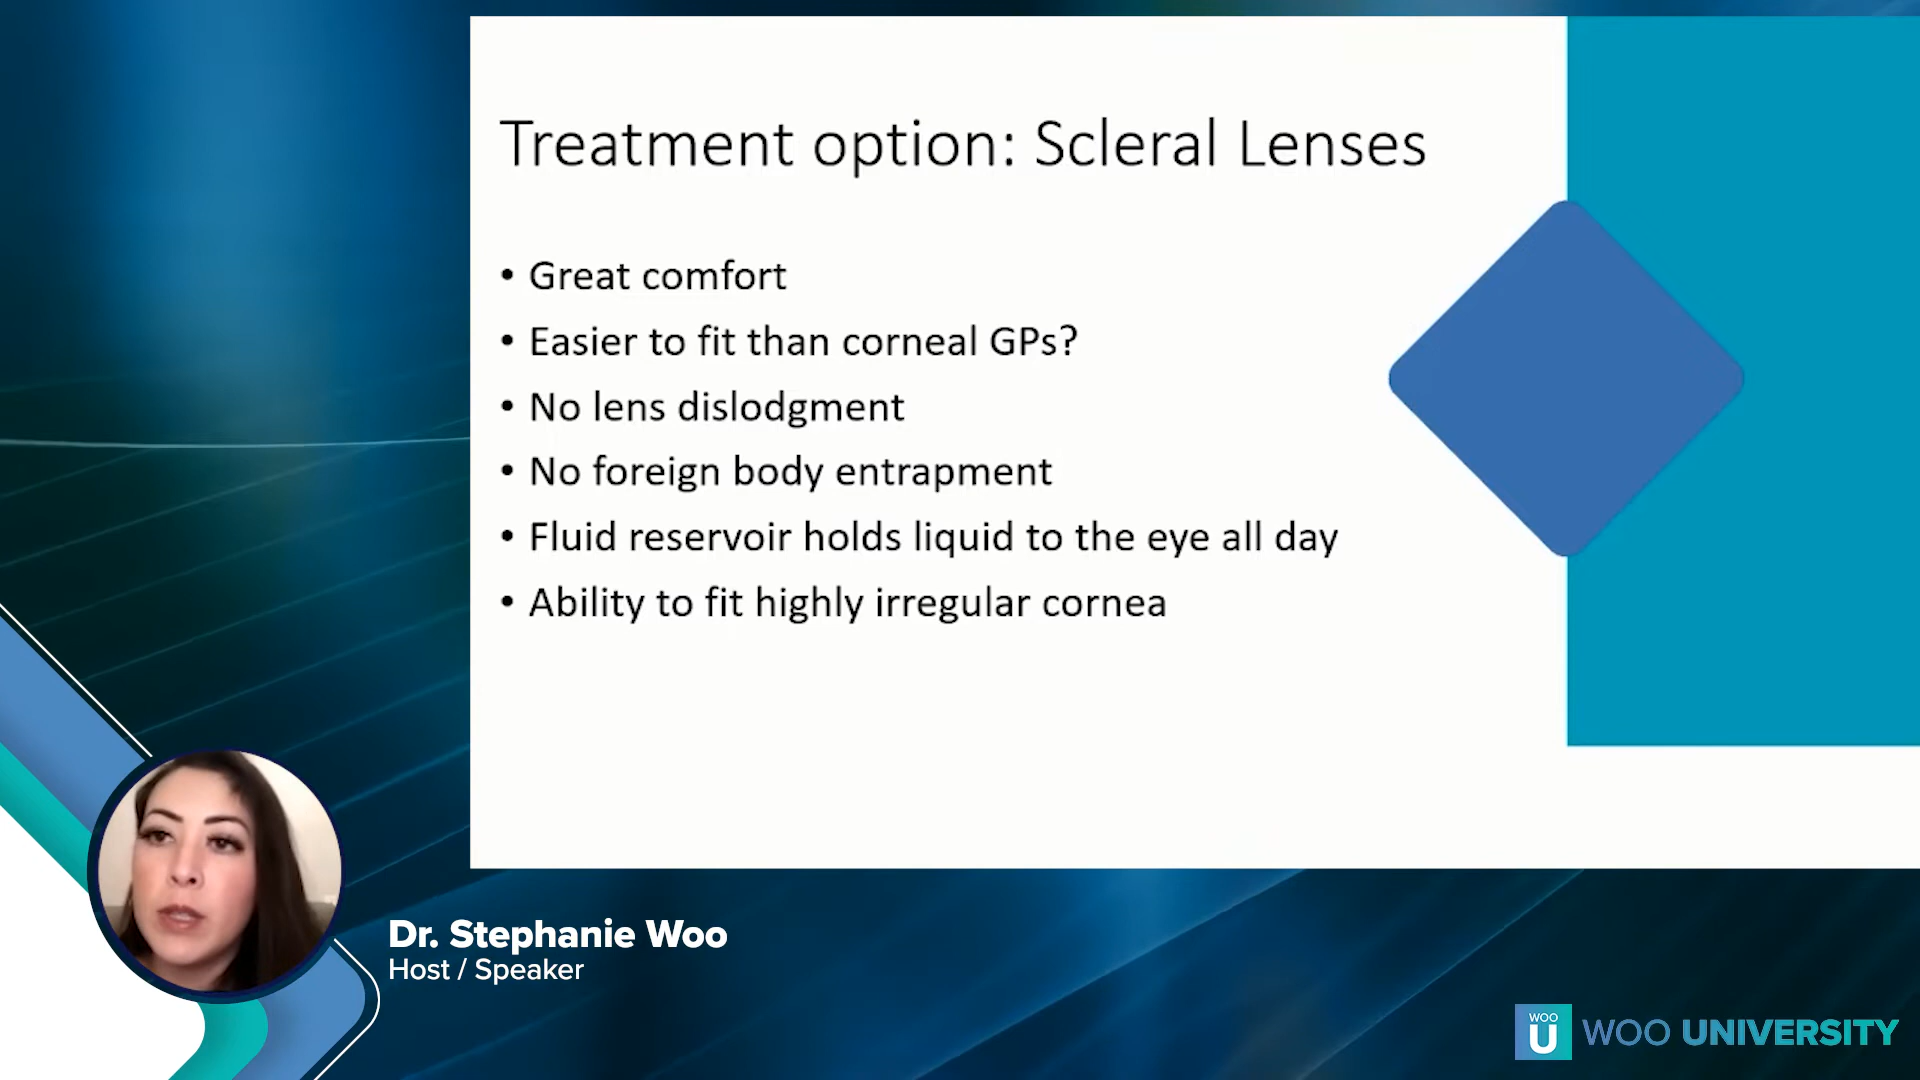 Treatment option: Scleral Lenses
• Great comfort
• Easier to fit than corneal GPs?
• No lens dislodgment
• No foreign body entrapment
• Fluid reservoir holds liquid to the eye all day
• Ability to fit highly irregular cornea
Dr. Stephanie Woo
Host / Speaker
WOO
U
WOO UNIVERSITY